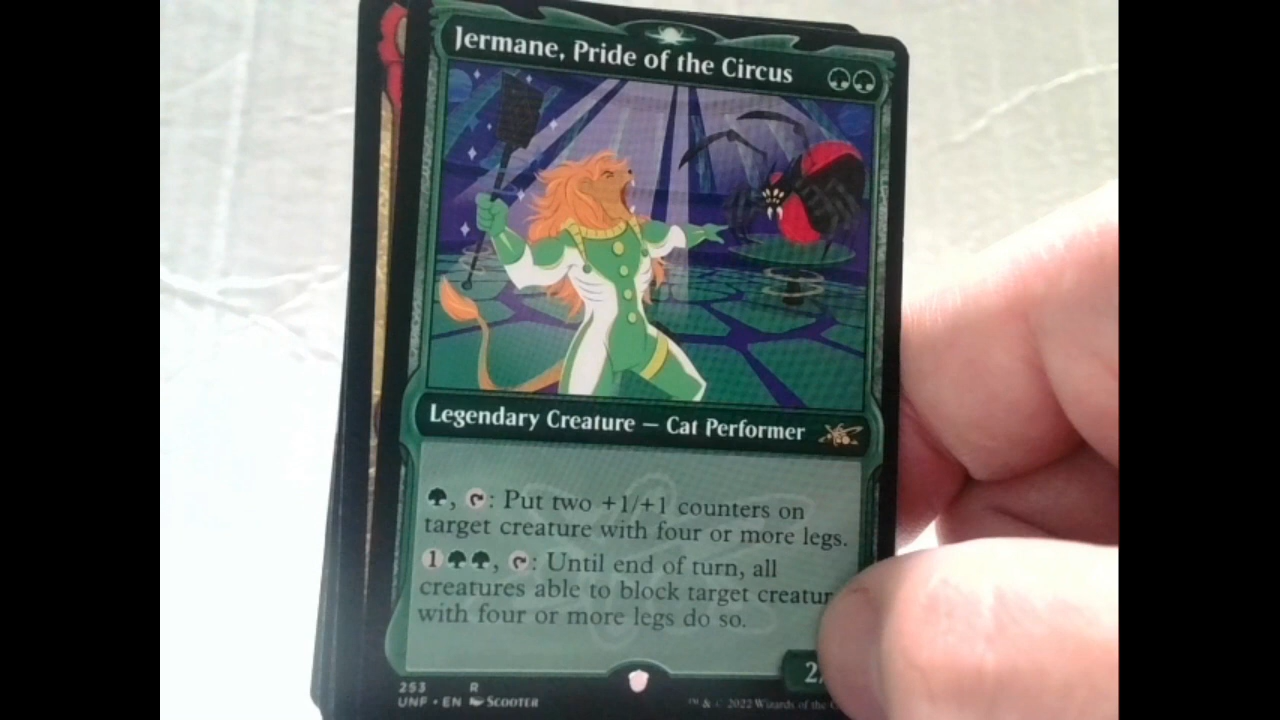 Jermane, Pride of the Circus
Legendary Creature — Cat Performer
, : Put two +1/+1 counters on
target creature with four or more legs.
1, : Until end of turn, all
creatures able to block target creatur
with four or more legs do so.
2/
253 R
UNF • EN SCOOTER
™ & © 2022 Wizards of the C